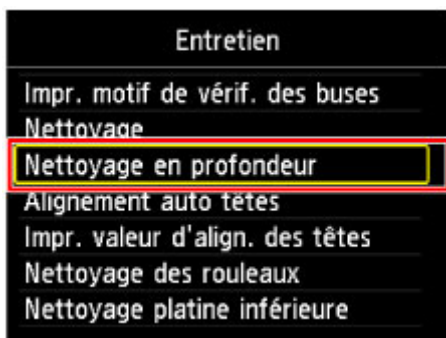 Entretien
Impr. motif de vérif. des buses
Nettoyage
Nettoyage en profondeur
Alignement auto têtes
Impr. valeur d'align. des têtes
Nettoyage des rouleaux
Nettoyage platine inférieure